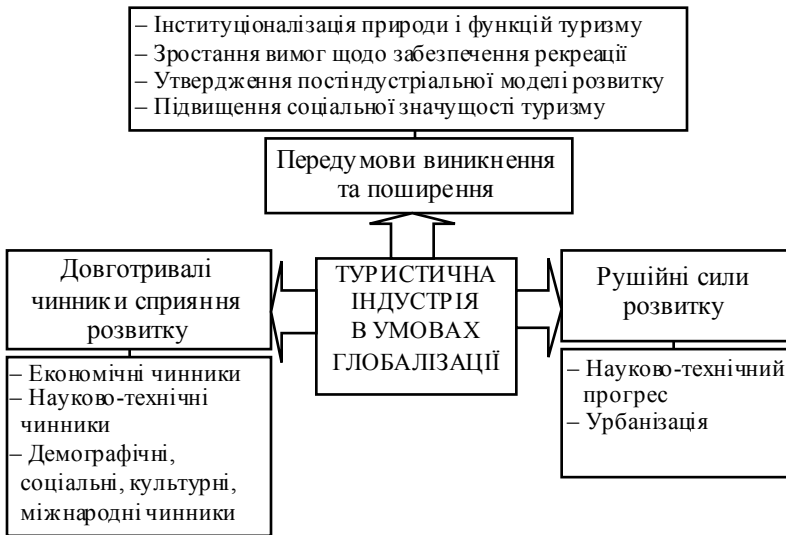 – Інституціоналізація природи і функцій туризму
– Зростання вимог щодо забезпечення рекреації
– Утвердження постіндустріальної моделі розвитку
– Підвищення соціальної значущості туризму
Передумови виникнення
та поширення
Довготривалі
чинники сприяння
розвитку
ТУРИСТИЧНА
ІНДУСТРІЯ
В УМОВАХ
ГЛОБАЛІЗАЦІЇ
Рушійні сили
розвитку
– Економічні чинники
– Науково-технічні
чинники
– Демографічні,
соціальні, культурні,
міжнародні чинники
– Науково-технічний
прогрес
– Урбанізація